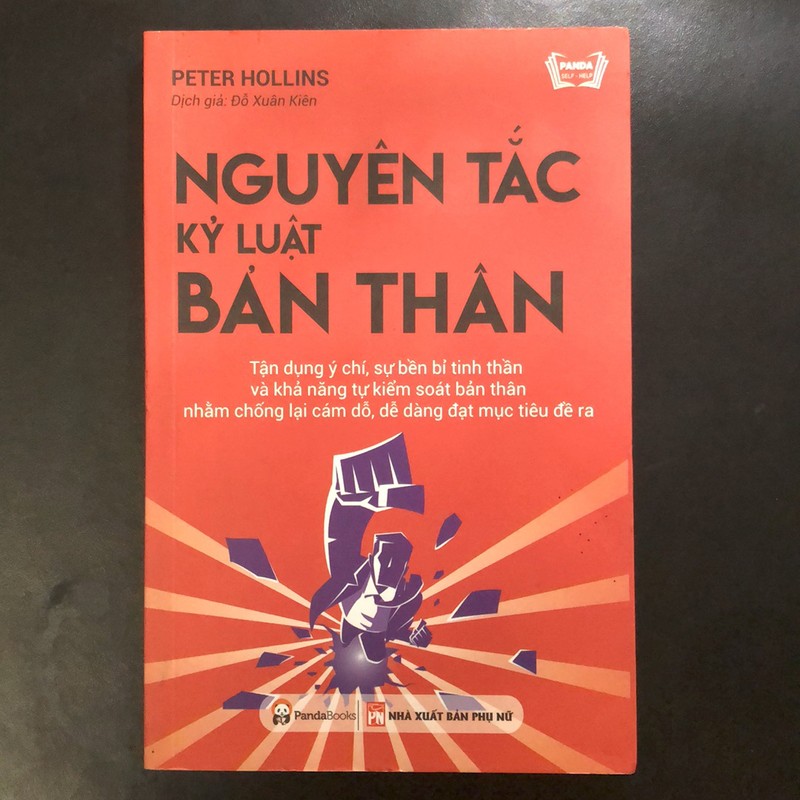 PETER HOLLINS
Dịch giả: Đỗ Xuân Kiên
PANDA
SELF - HELP
NGUYÊN TẮC
KỶ LUẬT
BẢN THÂN
Tận dụng ý chí, sự bền bỉ tinh thần
và khả năng tự kiểm soát bản thân
nhằm chống lại cám dỗ, dễ dàng đạt mục tiêu đề ra
PandaBooks
PN NHÀ XUẤT BẢN PHỤ NỮ